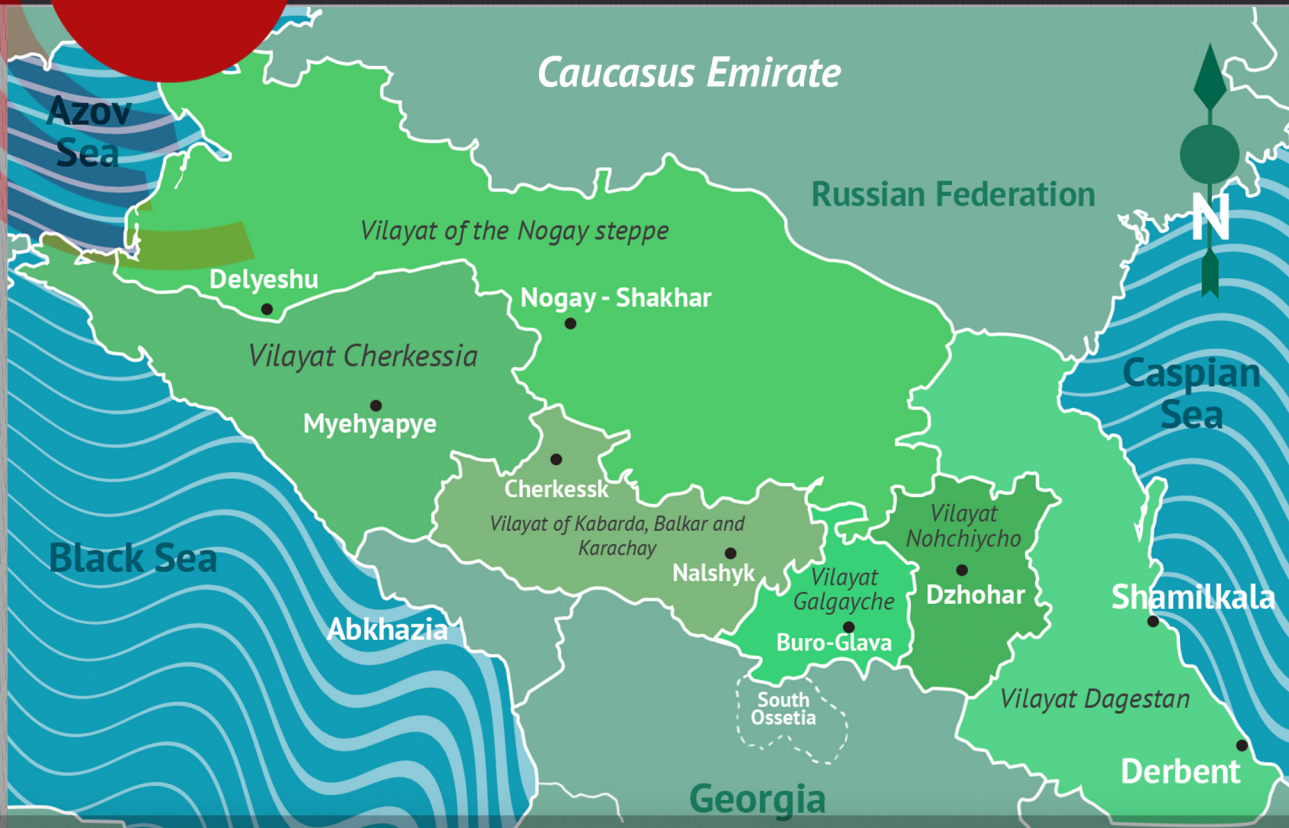 Caucasus Emirate
Azov
Sea
Russian Federation
N
Vilayat of the Nogay steppe
Delyeshu
Nogay - Shakhar
Vilayat Cherkessia
Caspian
Sea
Myehyapye
Cherkessk
Vilayat of Kabarda, Balkar and
Karachay
Nalshyk
Vilayat
Nohchiycho
Dzhohar
Black Sea
Vilayat
Galgayche
Buro-Glava
Shamilkala
Abkhazia
South
Ossetia
Vilayat Dagestan
Derbent
Georgia